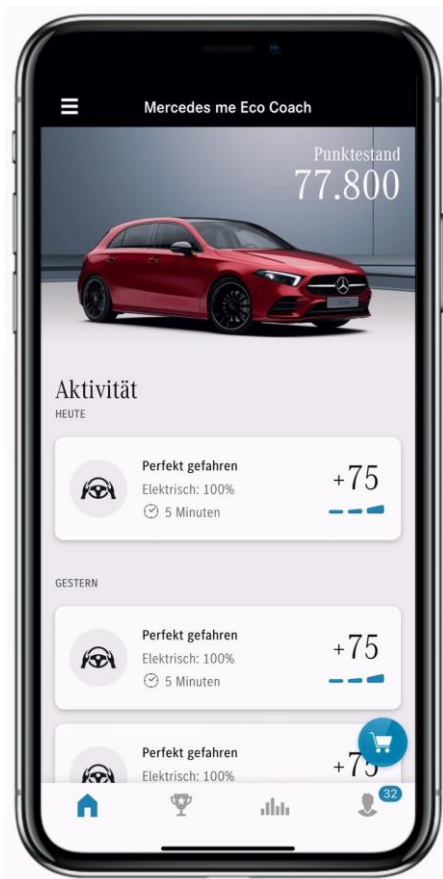 Mercedes me Eco Coach
Punktestand
77.800
Aktivität
HEUTE
Perfekt gefahren
+75
Elektrisch: 100%
5 Minuten
GESTERN
Perfekt gefahren
+75
Elektrisch: 100%
5 Minuten
Perfekt gefahren
+75
Elektrisch: 100%
32